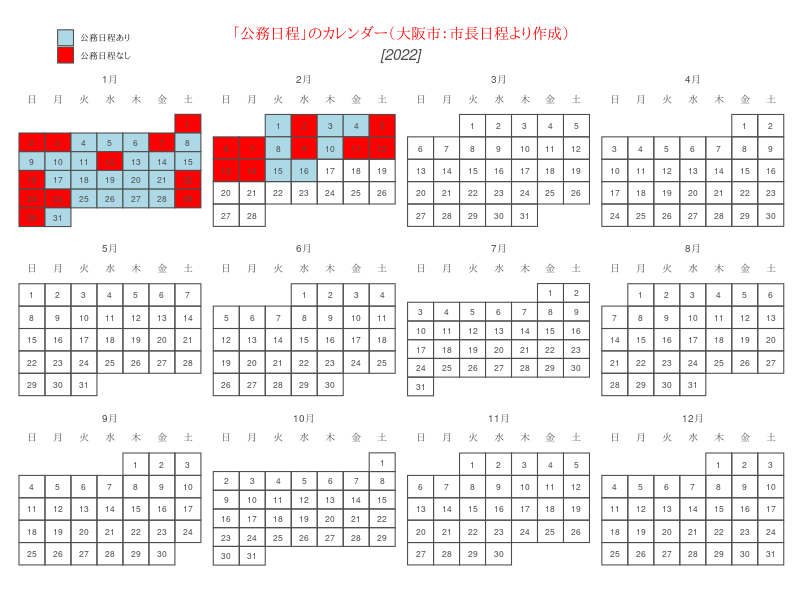 公務日程あり
公務日程なし
「公務日程」のカレンダー（大阪市：市長日程より作成）
[2022]
1月
日 月 火 水 木 金 土
4 5 6 8
9 10 11 13 14 15
17 18 19 20 21
25 26 27 28
31
2月
日 月 火 水 木 金 土
1 3 4
8 10
15 16 17 18 19
20 21 22 23 24 25 26
27 28
3月
日 月 火 水 木 金 土
1 2 3 4 5
6 7 8 9 10 11 12
13 14 15 16 17 18 19
20 21 22 23 24 25 26
27 28 29 30 31
4月
日 月 火 水 木 金 土
1 2
3 4 5 6 7 8 9
10 11 12 13 14 15 16
17 18 19 20 21 22 23
24 25 26 27 28 29 30
5月
日 月 火 水 木 金 土
1 2 3 4 5 6 7
8 9 10 11 12 13 14
15 16 17 18 19 20 21
22 23 24 25 26 27 28
29 30 31
6月
日 月 火 水 木 金 土
1 2 3 4
5 6 7 8 9 10 11
12 13 14 15 16 17 18
19 20 21 22 23 24 25
26 27 28 29 30
7月
日 月 火 水 木 金 土
1 2
3 4 5 6 7 8 9
10 11 12 13 14 15 16
17 18 19 20 21 22 23
24 25 26 27 28 29 30
31
8月
日 月 火 水 木 金 土
1 2 3 4 5 6
7 8 9 10 11 12 13
14 15 16 17 18 19 20
21 22 23 24 25 26 27
28 29 30 31
9月
日 月 火 水 木 金 土
1 2 3
4 5 6 7 8 9 10
11 12 13 14 15 16 17
18 19 20 21 22 23 24
25 26 27 28 29 30
10月
日 月 火 水 木 金 土
1
2 3 4 5 6 7 8
9 10 11 12 13 14 15
16 17 18 19 20 21 22
23 24 25 26 27 28 29
30 31
11月
日 月 火 水 木 金 土
1 2 3 4 5
6 7 8 9 10 11 12
13 14 15 16 17 18 19
20 21 22 23 24 25 26
27 28 29 30
12月
日 月 火 水 木 金 土
1 2 3
4 5 6 7 8 9 10
11 12 13 14 15 16 17
18 19 20 21 22 23 24
25 26 27 28 29 30 31